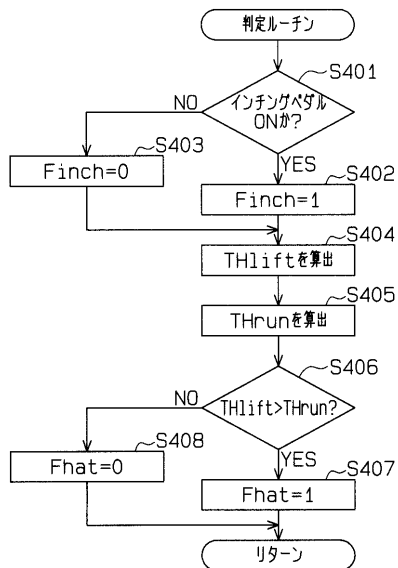 判定ルーチン
S401
インチングペダル
ONか?
NO
YES
S403
Finch=0
S402
Finch=1
S404
THliftを算出
S405
THrunを算出
S406
THlift>THrun?
NO
YES
S408
Fhat=0
S407
Fhat=1
リターン